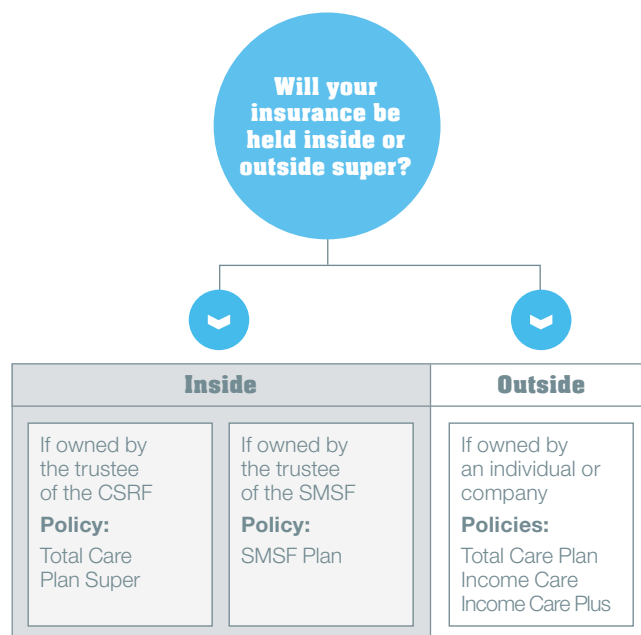 Will your
insurance be
held inside or
outside super?
Inside
Outside
If owned by
the trustee
of the CSRF
Policy:
Total Care
Plan Super
If owned by
the trustee
of the SMSF
Policy:
SMSF Plan
If owned by
an individual or
company
Policies:
Total Care Plan
Income Care
Income Care Plus